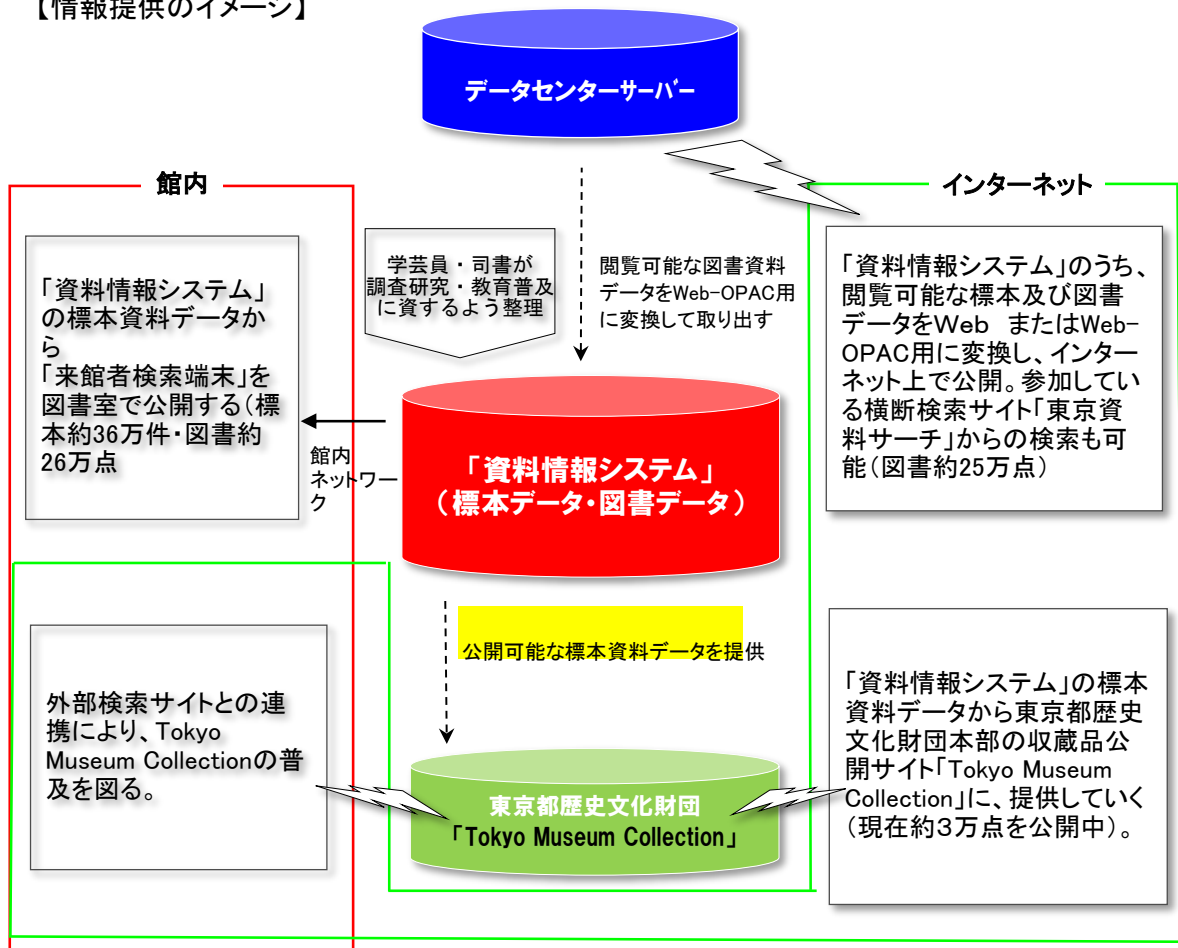 【情報提供のイメージ】
データセンターサーバー
館内
インターネット
「資料情報システム」
の標本資料データか
ら
「来館者検索端末」を
図書室で公開する（標
本約36万件・図書約
26万点
学芸員・司書が
調査研究・教育普及
に資するよう整理
閲覧可能な図書資料
データをWeb-OPAC用
に変換して取り出す
「資料情報システム」のうち、
閲覧可能な標本及び図書
データをＷｅｂ　またはWeb-
OPAC用に変換し、インター
ネット上で公開。参加してい
る横断検索サイト「東京資
料サーチ」からの検索も可
能（図書約25万点）
館内
ネットワー
ク
「資料情報システム」
（標本データ・図書データ）
公開可能な標本資料データを提供
外部検索サイトとの連
携により、Tokyo
Museum Collectionの普
及を図る。
東京都歴史文化財団
「Tokyo Museum Collection」
「資料情報システム」の標本
資料データから東京都歴史
文化財団本部の収蔵品公
開サイト「Tokyo Museum
Collection」に、提供していく
（現在約３万点を公開中）。